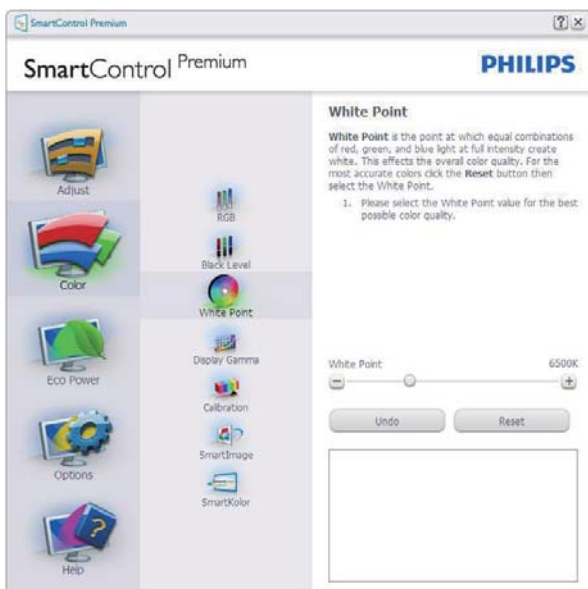 SmartControl Premium
SmartControl Premium
PHILIPS
Adjust
Color
Eco Power
Options
Help
RGB
Black Level
White Point
Display Gamma
Calibration
SmartImage
SmartKolor
White Point
White Point is the point at which equal combinations
of red, green, and blue light at full intensity create
white. This effects the overall color quality. For the
most accurate colors click the Reset button then
select the White Point.
1. Please select the White Point value for the best
possible color quality.
White Point 6500K
Undo Reset